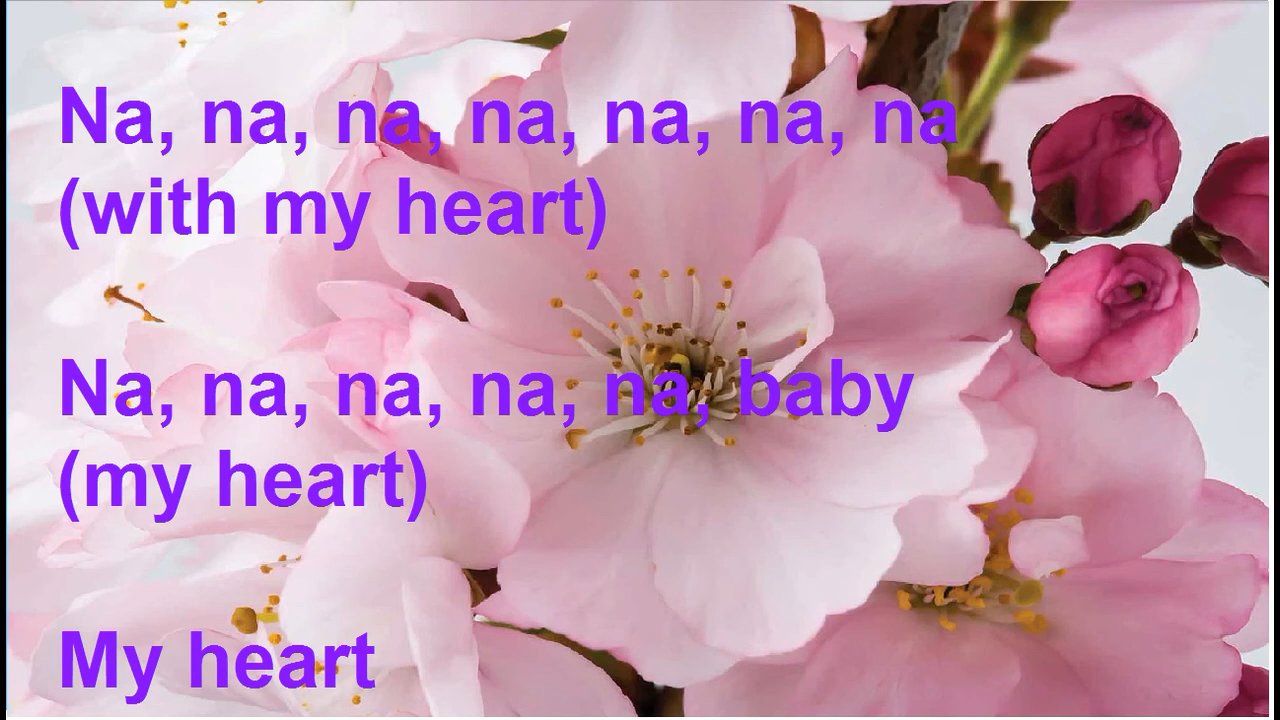 Na, na, na, na, na, na, na
(with my heart)
Na, na, na, na, na, baby
(my heart)
My heart